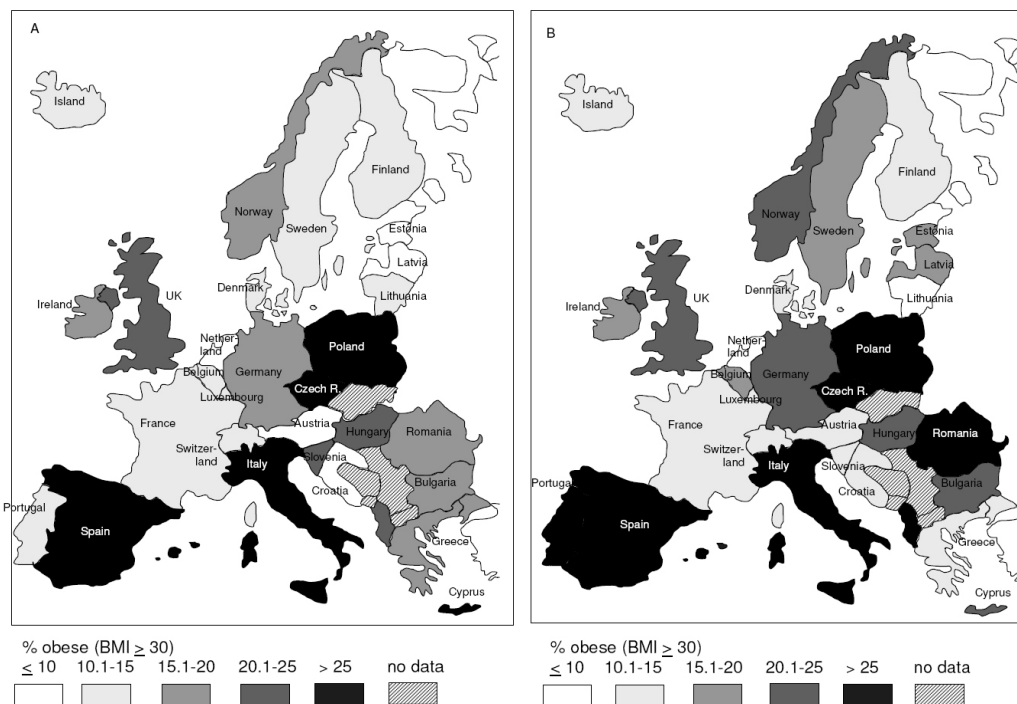 A
Island
Finland
Norway
Sweden
Estonia
Latvia
Denmark
Lithuania
Ireland
UK
Nether-
land
Poland
Belgium
Germany
Czech R.
Luxembourg
Austria
France
Hungary
Romania
Switzer-
land
Slovenia
Italy
Bulgaria
Croatia
Portugal
Spain
Greece
Cyprus
% obese (BMI ≥ 30)
≤ 10 10.1-15 15.1-20 20.1-25 > 25 no data
B
Island
Finland
Norway
Sweden
Estonia
Latvia
Denmark
Lithuania
Ireland
UK
Nether-
land
Poland
Belgium
Germany
Czech R.
Luxembourg
Austria
France
Hungary
Romania
Switzer-
land
Slovenia
Italy
Bulgaria
Croatia
Portugal
Spain
Greece
Cyprus
% obese (BMI ≥ 30)
≤ 10 10.1-15 15.1-20 20.1-25 > 25 no data